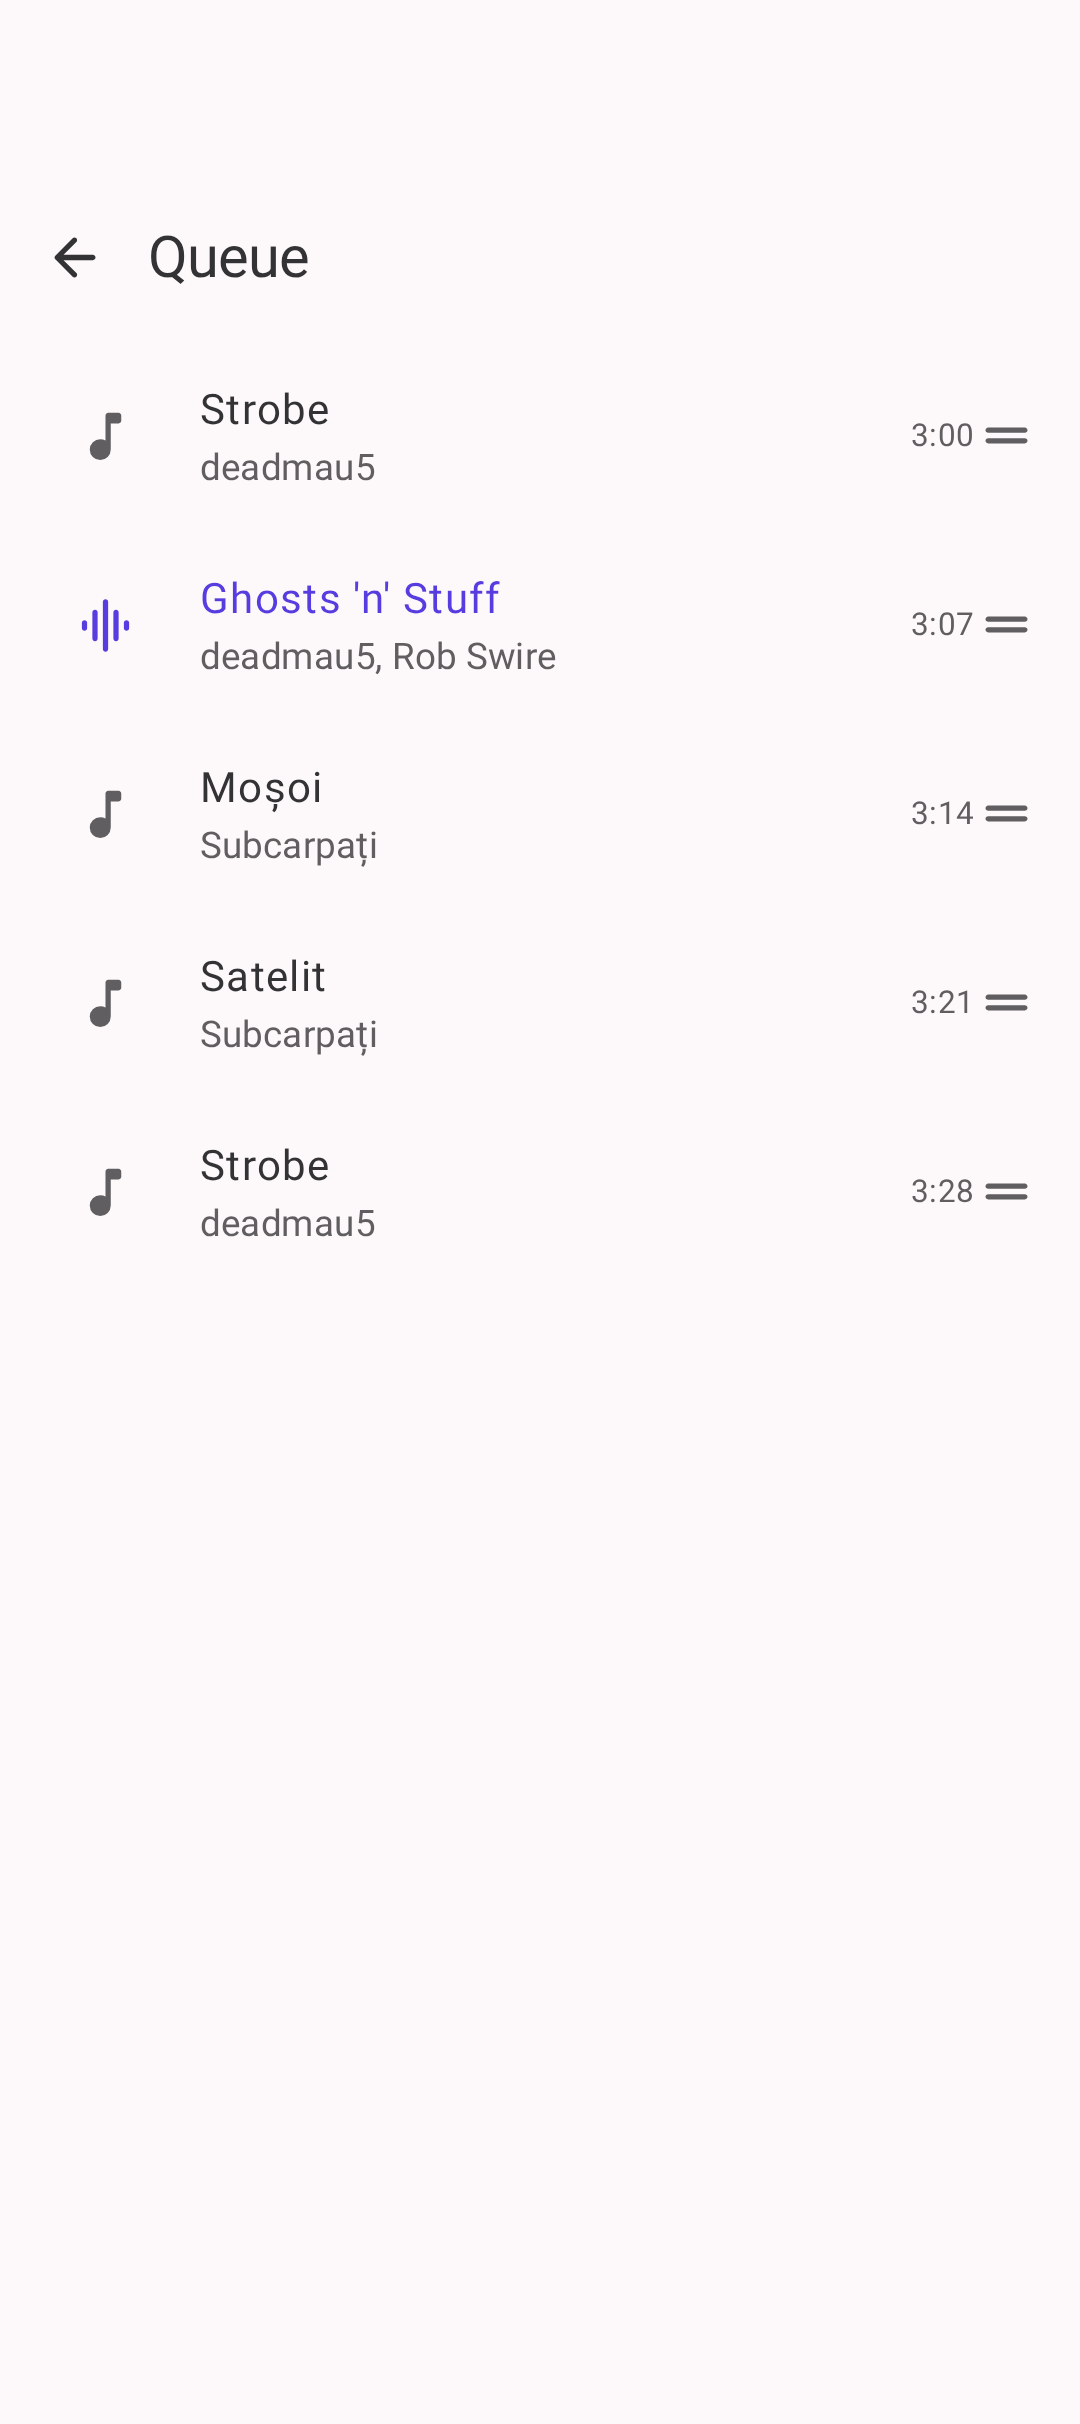 Queue
Strobe
deadmau5
3:00
Ghosts 'n' Stuff
deadmau5, Rob Swire
3:07
Moșoi
Subcarpați
3:14
Satelit
Subcarpați
3:21
Strobe
deadmau5
3:28